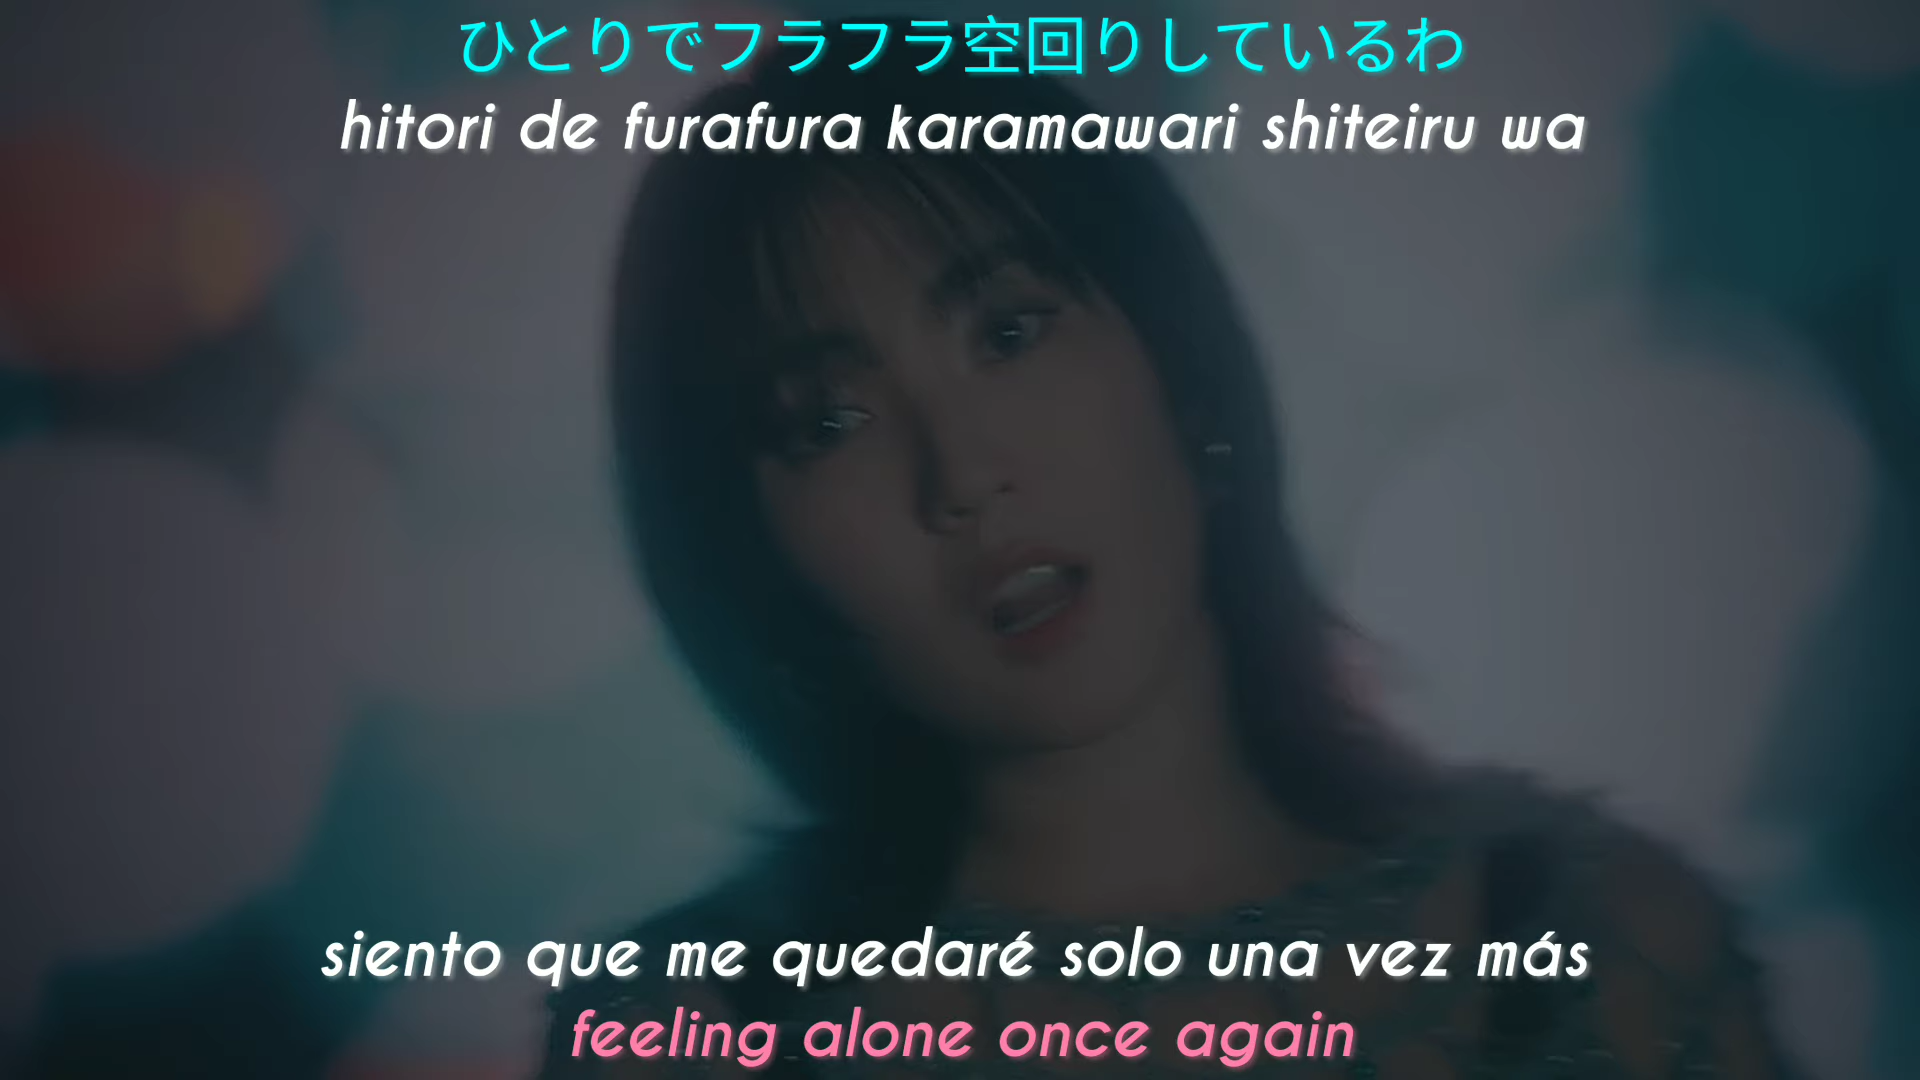 ひとりでフラフラ空回りしているわ
hitori de furafura karamawari shiteiru wa
siento que me quedaré solo una vez más
feeling alone once again